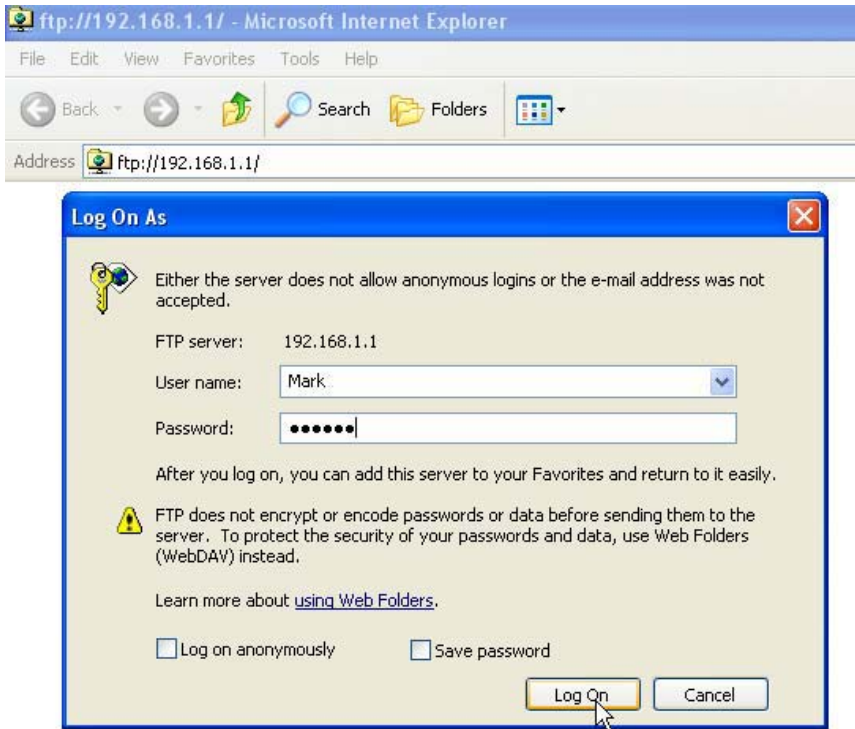 ftp://192.168.1.1/ - Microsoft Internet Explorer
File Edit View Favorites Tools Help
Back Search Folders
Address ftp://192.168.1.1/
Log On As
Either the server does not allow anonymous logins or the e-mail address was not
accepted.
FTP server: 192.168.1.1
User name: Mark
Password: ●●●●●●
After you log on, you can add this server to your Favorites and return to it easily.
FTP does not encrypt or encode passwords or data before sending them to the
server. To protect the security of your passwords and data, use Web Folders
(WebDAV) instead.
Learn more about using Web Folders.
Log on anonymously Save password
Log On Cancel